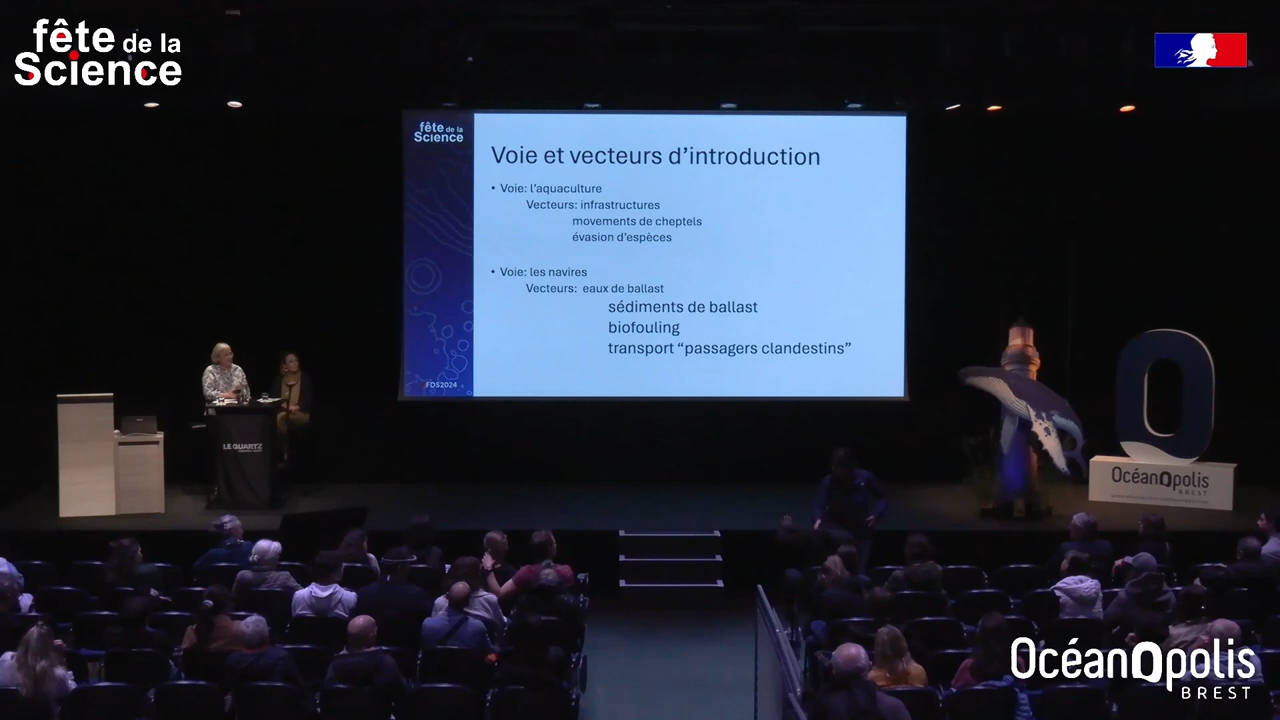 fête de la
Science
fête de la
Science
Voie et vecteurs d’introduction
• Voie: l’aquaculture
Vecteurs: infrastructures
movements de cheptels
évasion d’espèces
• Voie: les navires
Vecteurs: eaux de ballast
sédiments de ballast
biofouling
transport “passagers clandestins”
FDS2024
LE QUARTZ
OcéanOpolis
BREST
OcéanOpolis
BREST